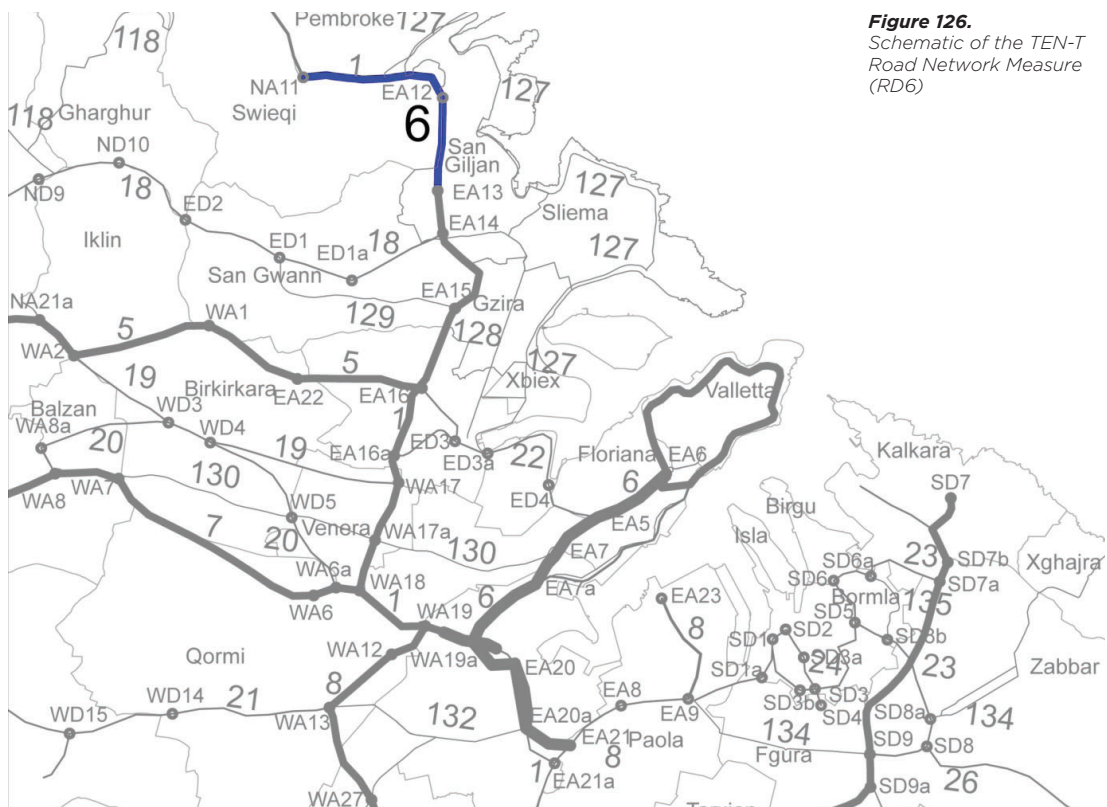 Figure 126.
Schematic of the TEN-T
Road Network Measure
(RD6)
Pembroke
127
118
1
NA11
EA12
Swieqi
127
6
118
Gharghur
ND10
San
Giljan
127
ND9
18
EA13
Sliema
ED2
EA14
127
Iklin
ED1
ED1a
18
San Gwann
NA21a
EA15
Gzira
WA1
129
128
5
WA2
5
127
19
Birkirkara
EA22
EA16
Xbiex
Valletta
Balzan
WD3
1
WA8a
WD4
ED3
Kalkara
20
19
EA16a
ED3a
22
Floriana
EA6
WA8
WA7
130
WA17
ED4
6
SD7
WD5
EA5
Birgu
Venera
WA17a
Isla
7
20
130
EA7
SD6a
23
SD7b
Xghajra
WA6a
EA7a
SD6
SD7a
WA18
6
EA23
Bormla
135
WA6
1
WA19
8
SD5
SD2
SD1
SD8b
Qormi
WA12
WA19a
EA20
SD3a
24
23
Zabbar
8
SD1a
WD14
21
EA8
SD3
SD3b
WD15
WA13
132
EA20a
EA9
SD4
SD8a
134
EA21
Paola
134
SD9
SD8
8
Fgura
1
EA21a
26
WA27
SD9a